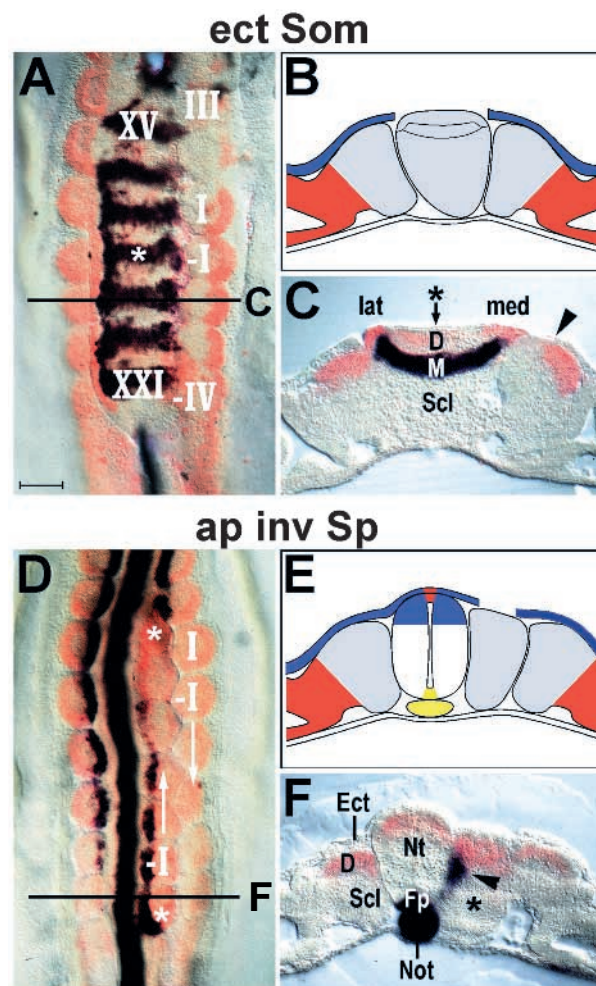 ect Som
A
III
XV
I
-I
*
C
XXI
-IV
B
C
*
lat
med
D
M
Scl
ap inv Sp
D
*
I
-I
-I
F
*
E
F
Ect
D
Nt
Scl
Fp
*
Not